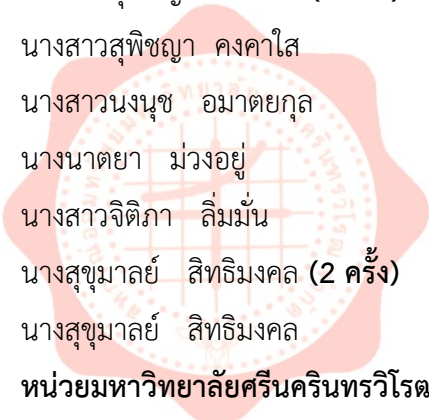 นางสาวสุพิชญา คงคาใส
นางสาวนงนุช อมาตยกุล
นางนาตยา ม่วงอยู่
นางสาวจิติภา ลิ่มมั่น
นางสุขุมาลย์ สิทธิมงคล (2 ครั้ง)
นางสุขุมาลย์ สิทธิมงคล
หน่วยมหาวิทยาลัยศรีนครินทรวิโรฒ